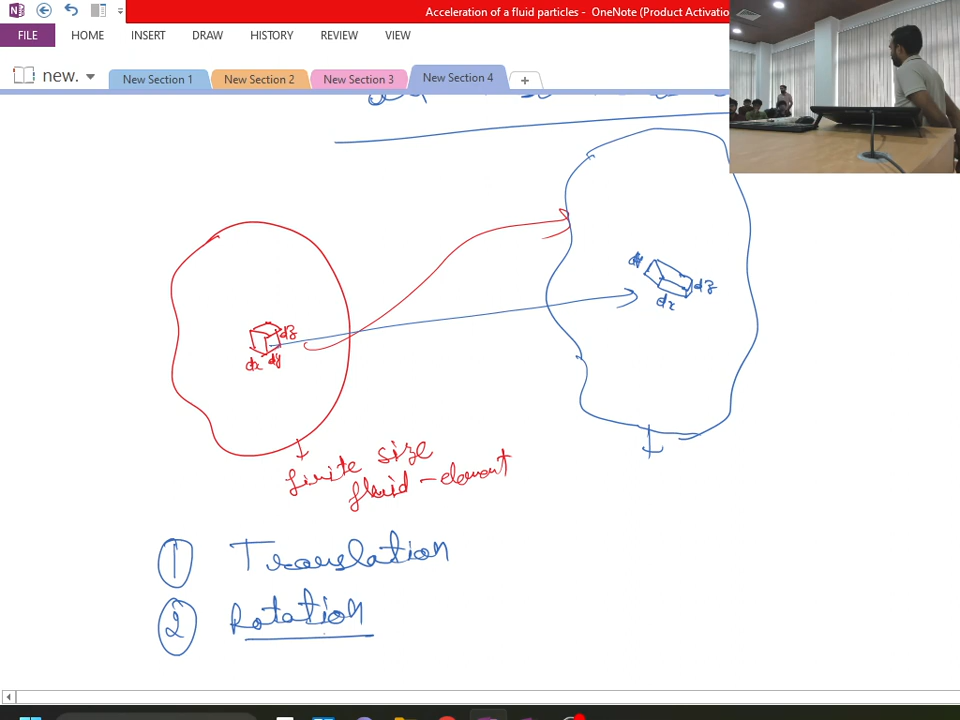 Acceleration of a fluid particles - OneNote (Product Activatio
FILE HOME INSERT DRAW HISTORY REVIEW VIEW
new. New Section 1 New Section 2 New Section 3 New Section 4
dy dz
dx
dz
dx dy
finite size
fluid - element
① Translation
② Rotation